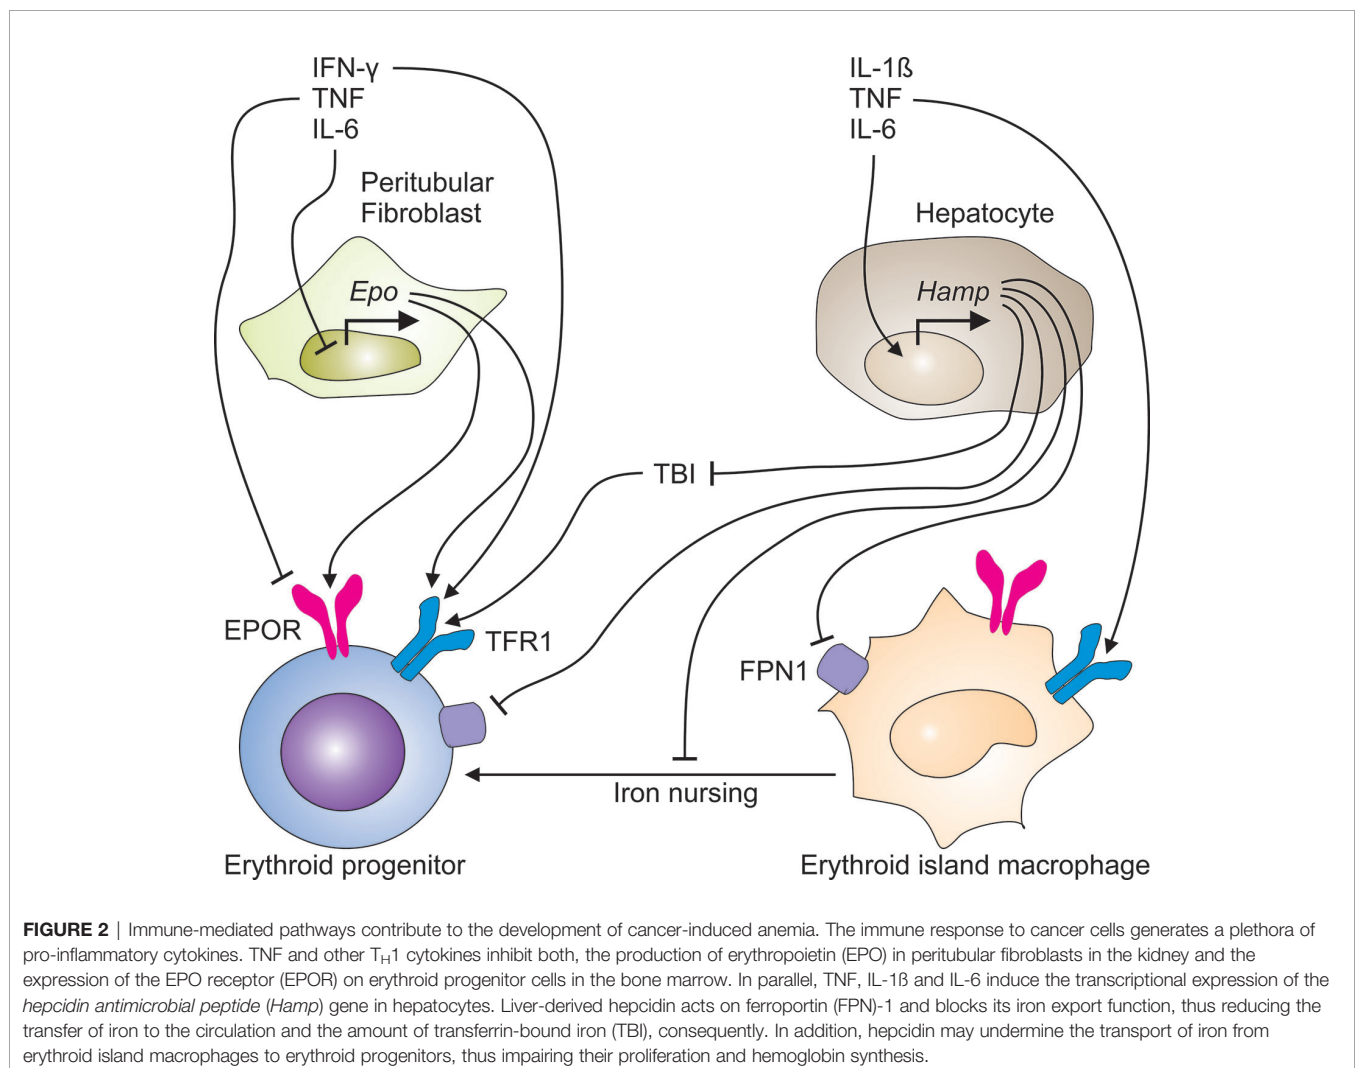 IFN-γ
TNF
IL-6
IL-1ß
TNF
IL-6
Peritubular
Fibroblast
Hepatocyte
Epo
Hamp
TBI
EPOR
TFR1
FPN1
Iron nursing
Erythroid progenitor
Erythroid island macrophage
FIGURE 2 | Immune-mediated pathways contribute to the development of cancer-induced anemia. The immune response to cancer cells generates a plethora of
pro-inflammatory cytokines. TNF and other TH1 cytokines inhibit both, the production of erythropoietin (EPO) in peritubular fibroblasts in the kidney and the
expression of the EPO receptor (EPOR) on erythroid progenitor cells in the bone marrow. In parallel, TNF, IL-1ß and IL-6 induce the transcriptional expression of the
hepcidin antimicrobial peptide (Hamp) gene in hepatocytes. Liver-derived hepcidin acts on ferroportin (FPN)-1 and blocks its iron export function, thus reducing the
transfer of iron to the circulation and the amount of transferrin-bound iron (TBI), consequently. In addition, hepcidin may undermine the transport of iron from
erythroid island macrophages to erythroid progenitors, thus impairing their proliferation and hemoglobin synthesis.